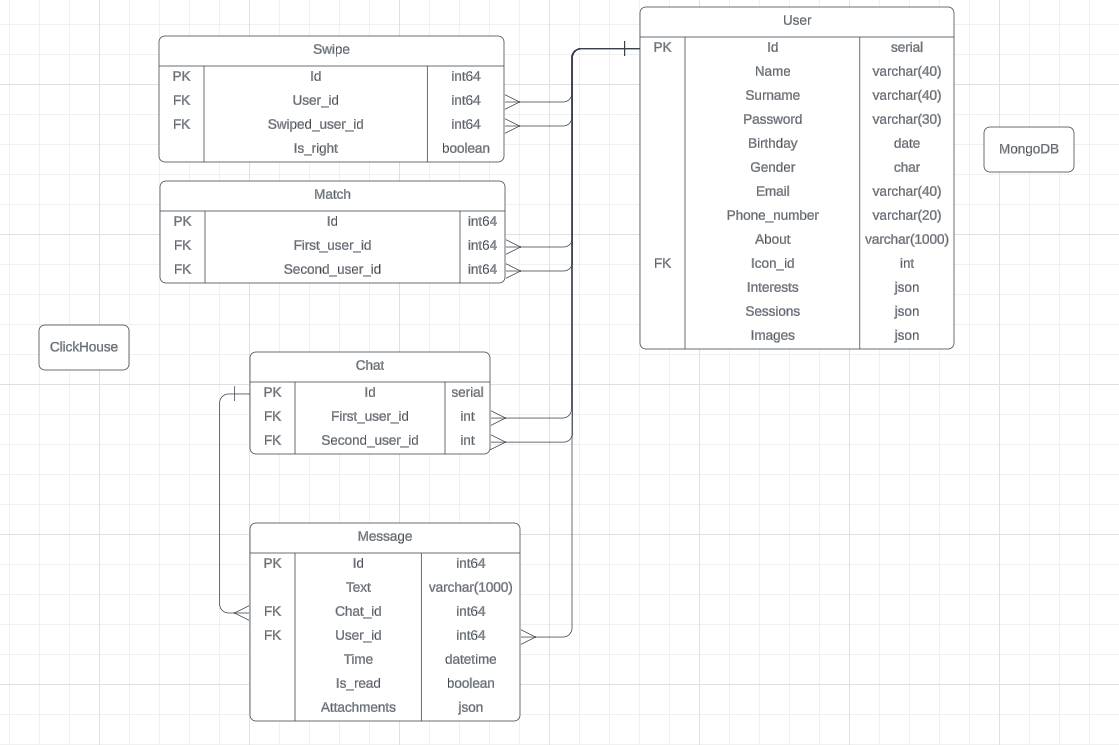 Swipe
PK Id int64
FK User_id int64
FK Swiped_user_id int64
Is_right boolean
Match
PK Id int64
FK First_user_id int64
FK Second_user_id int64
ClickHouse
Chat
PK Id serial
FK First_user_id int
FK Second_user_id int
Message
PK Id int64
Text varchar(1000)
FK Chat_id int64
FK User_id int64
Time datetime
Is_read boolean
Attachments json
User
PK Id serial
Name varchar(40)
Surname varchar(40)
Password varchar(30)
Birthday date
Gender char
Email varchar(40)
Phone_number varchar(20)
About varchar(1000)
FK Icon_id int
Interests json
Sessions json
Images json
MongoDB